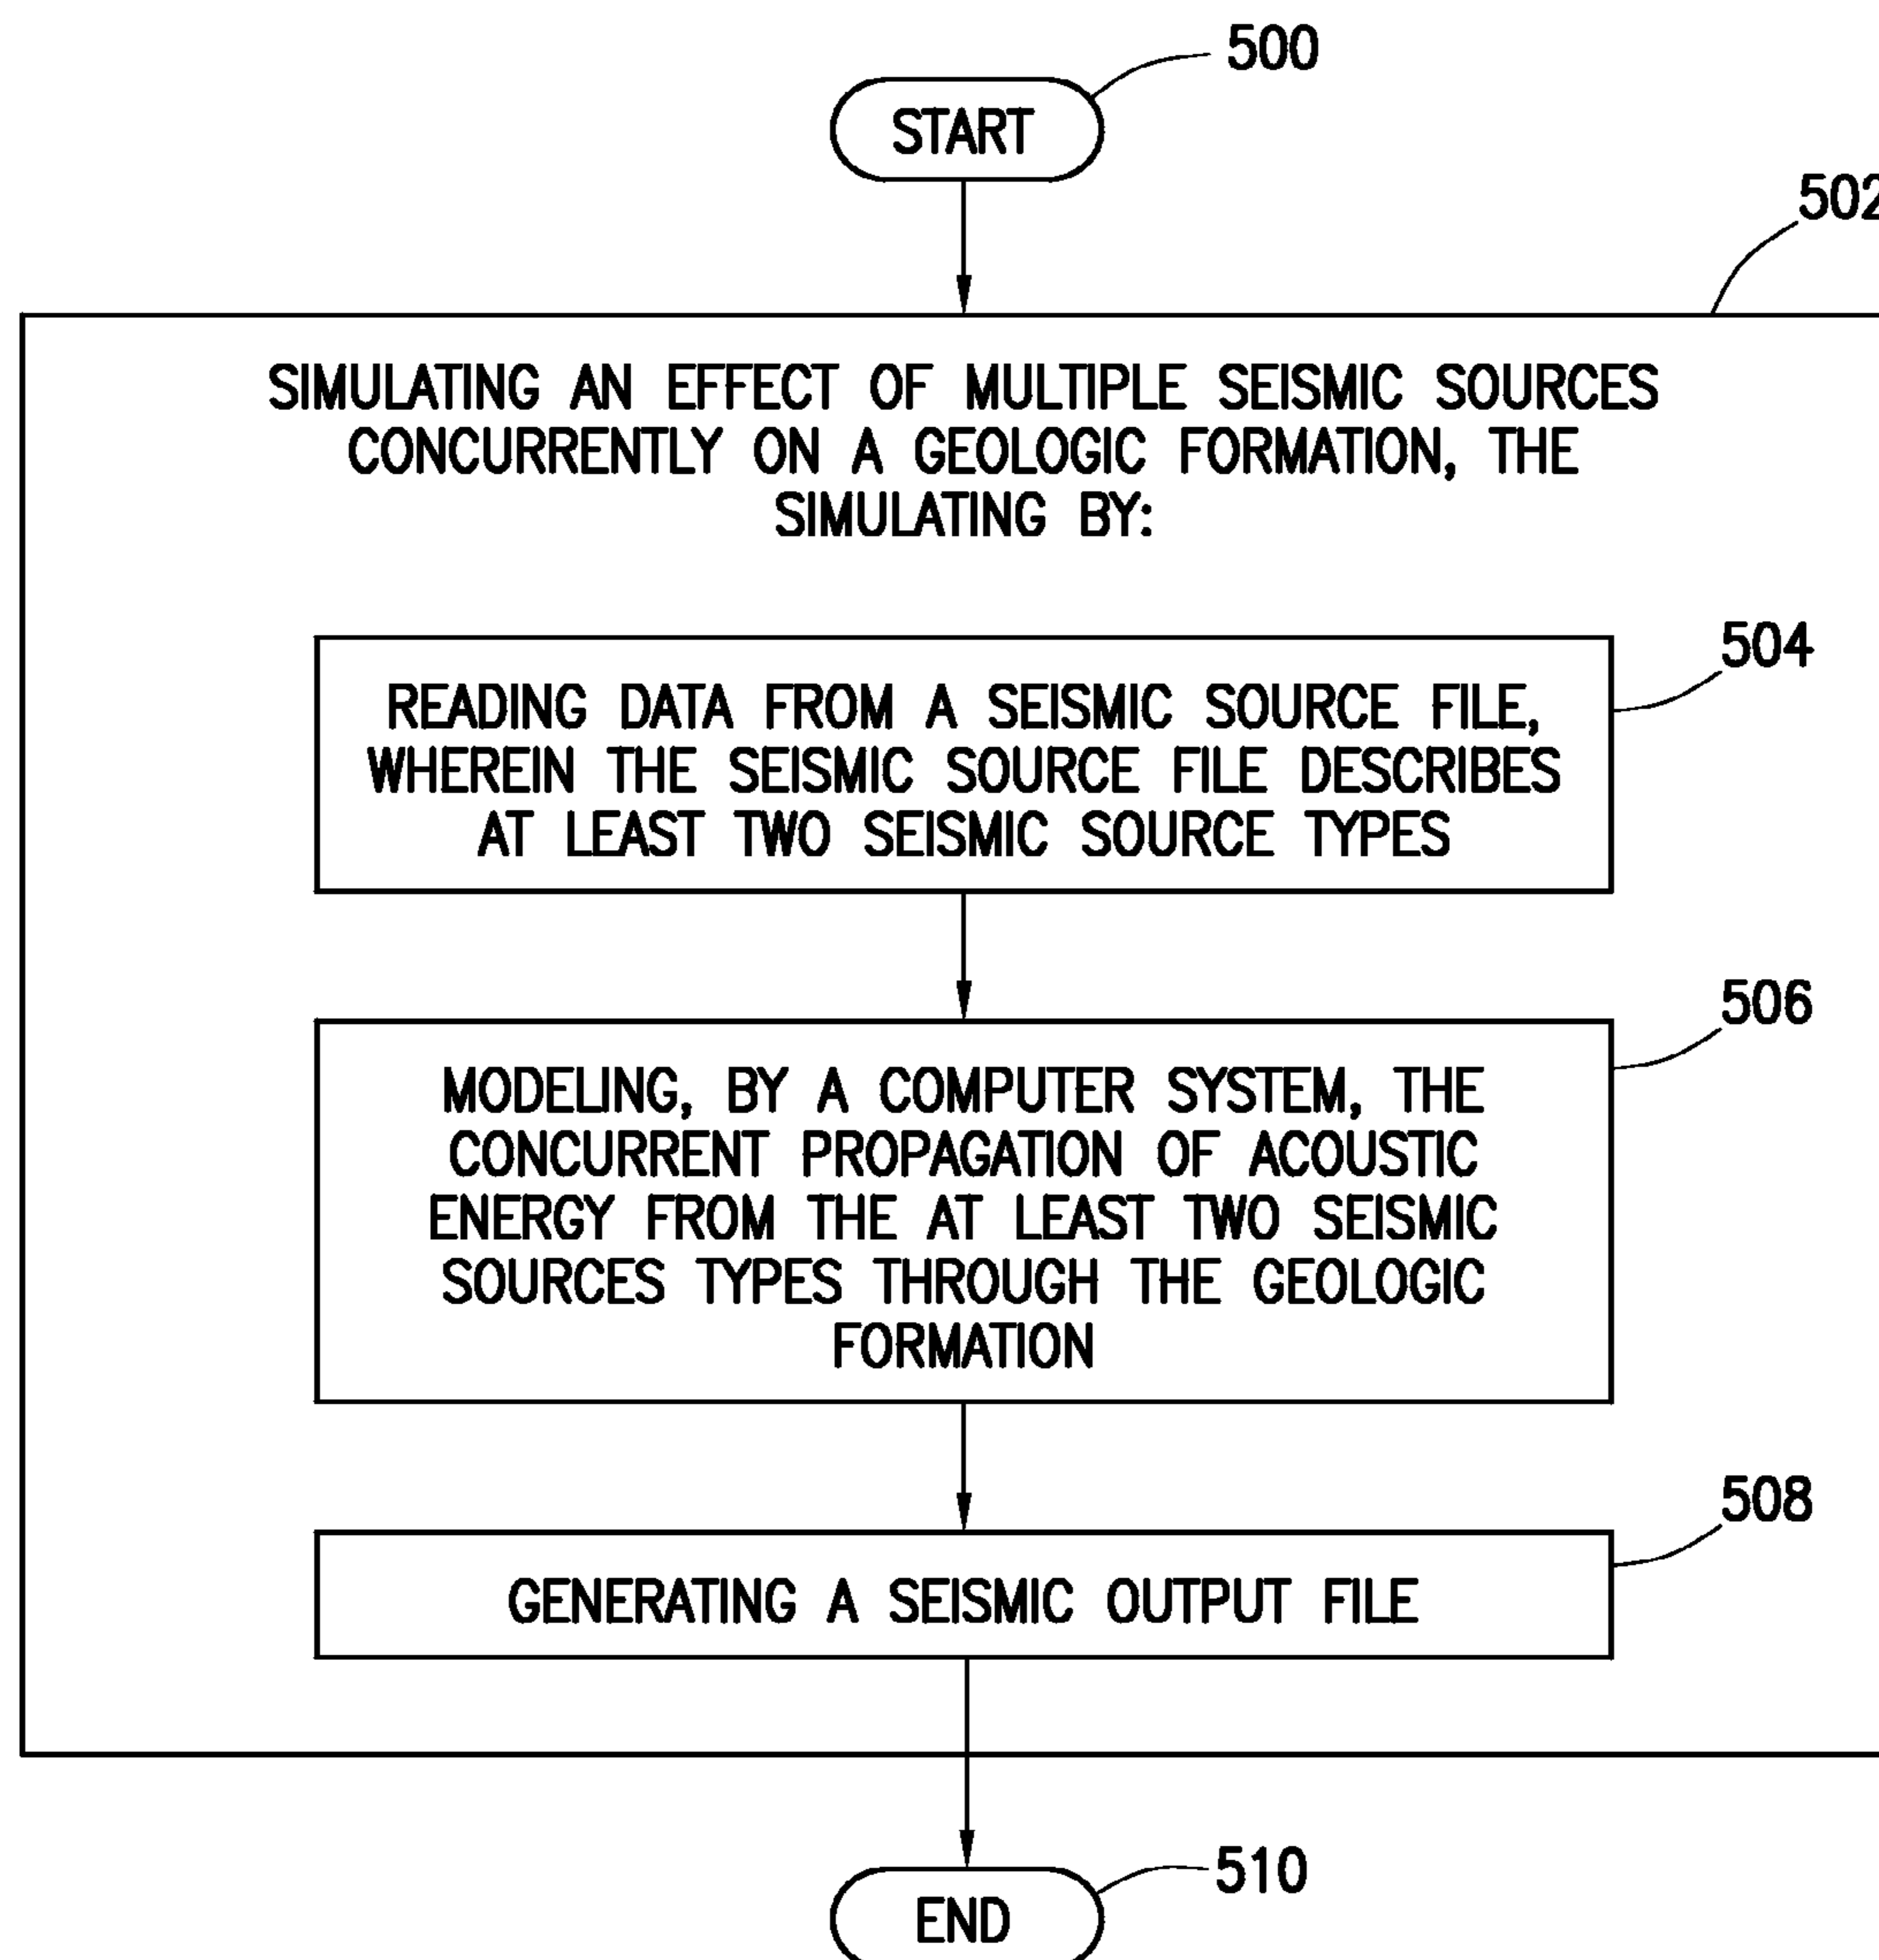 500
START
502
SIMULATING AN EFFECT OF MULTIPLE SEISMIC SOURCES
CONCURRENTLY ON A GEOLOGIC FORMATION, THE
SIMULATING BY:
504
READING DATA FROM A SEISMIC SOURCE FILE,
WHEREIN THE SEISMIC SOURCE FILE DESCRIBES
AT LEAST TWO SEISMIC SOURCE TYPES
506
MODELING, BY A COMPUTER SYSTEM, THE
CONCURRENT PROPAGATION OF ACOUSTIC
ENERGY FROM THE AT LEAST TWO SEISMIC
SOURCES TYPES THROUGH THE GEOLOGIC
FORMATION
508
GENERATING A SEISMIC OUTPUT FILE
510
END